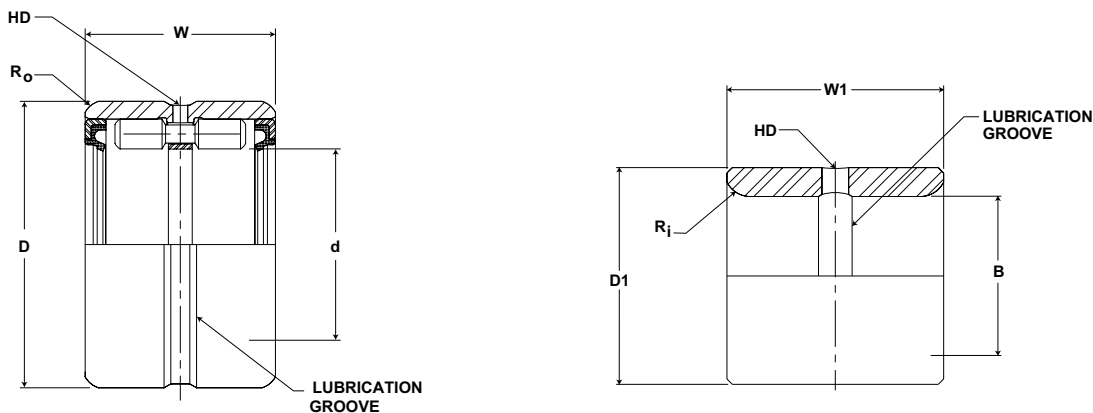 HD
W
Ro
D
d
LUBRICATION
GROOVE
W1
HD
LUBRICATION
GROOVE
Ri
D1
B